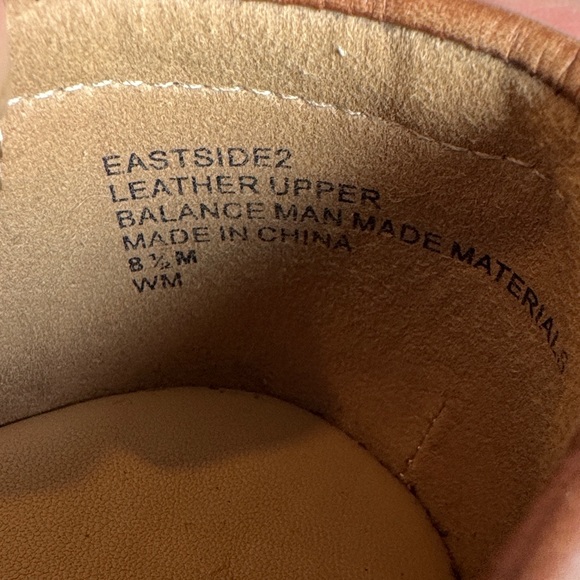 EASTSIDE2
LEATHER UPPER
BALANCE MAN MADE MATERIALS
MADE IN CHINA
8 ½ M
WM